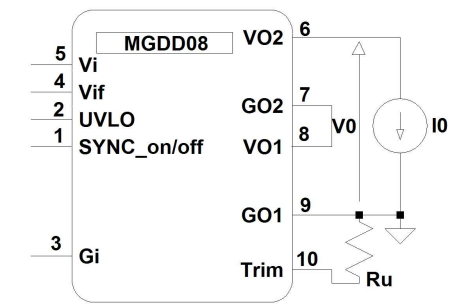 MGDD08
VO2 6
5 Vi
4 Vif
GO2 7
2 UVLO
V0
I0
1 SYNC_on/off
VO1 8
GO1 9
3 Gi
Trim 10
Ru